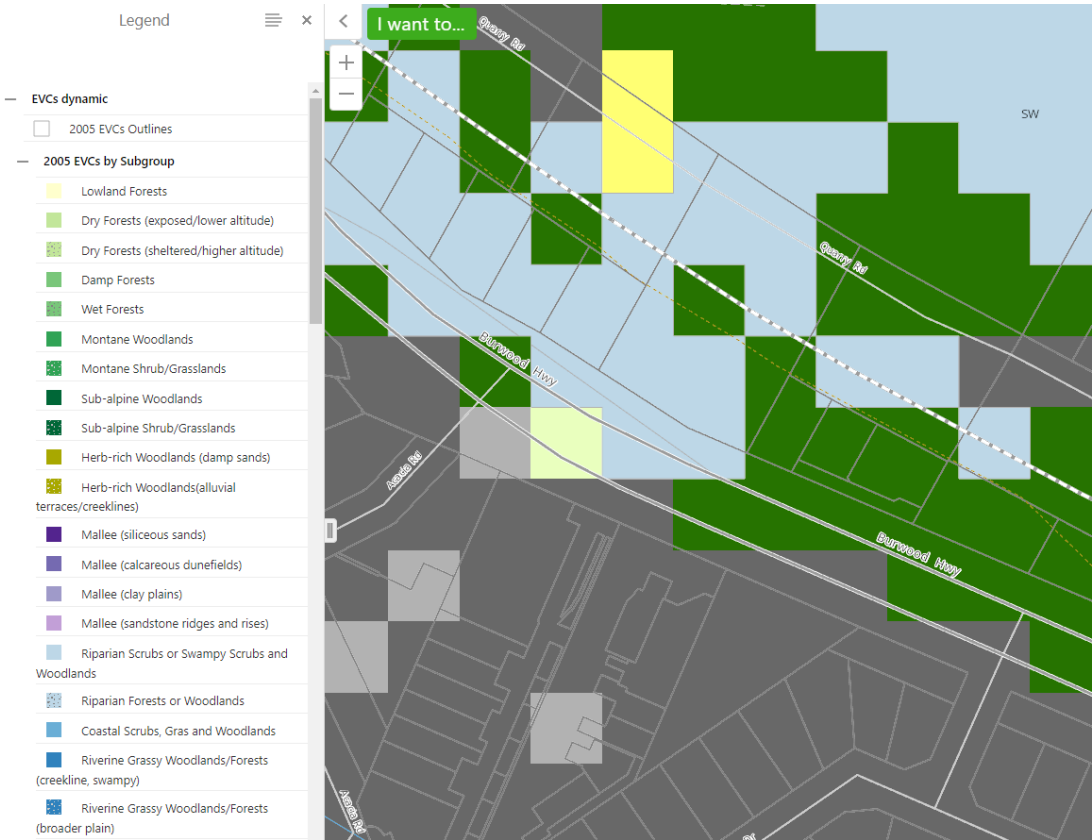 Legend
EVCs dynamic
2005 EVCs Outlines
2005 EVCs by Subgroup
Lowland Forests
Dry Forests (exposed/lower altitude)
Dry Forests (sheltered/higher altitude)
Damp Forests
Wet Forests
Montane Woodlands
Montane Shrub/Grasslands
Sub-alpine Woodlands
Sub-alpine Shrub/Grasslands
Herb-rich Woodlands (damp sands)
Herb-rich Woodlands(alluvial
terraces/creeklines)
Mallee (siliceous sands)
Mallee (calcareous dunefields)
Mallee (clay plains)
Mallee (sandstone ridges and rises)
Riparian Scrubs or Swampy Scrubs and
Woodlands
Riparian Forests or Woodlands
Coastal Scrubs, Gras and Woodlands
Riverine Grassy Woodlands/Forests
(creekline, swampy)
Riverine Grassy Woodlands/Forests
(broader plain)
I want to...
Quarry Rd
SW
Quarry Rd
Burwood Hwy
Acacia Rd
Burwood Hwy
Acacia Rd